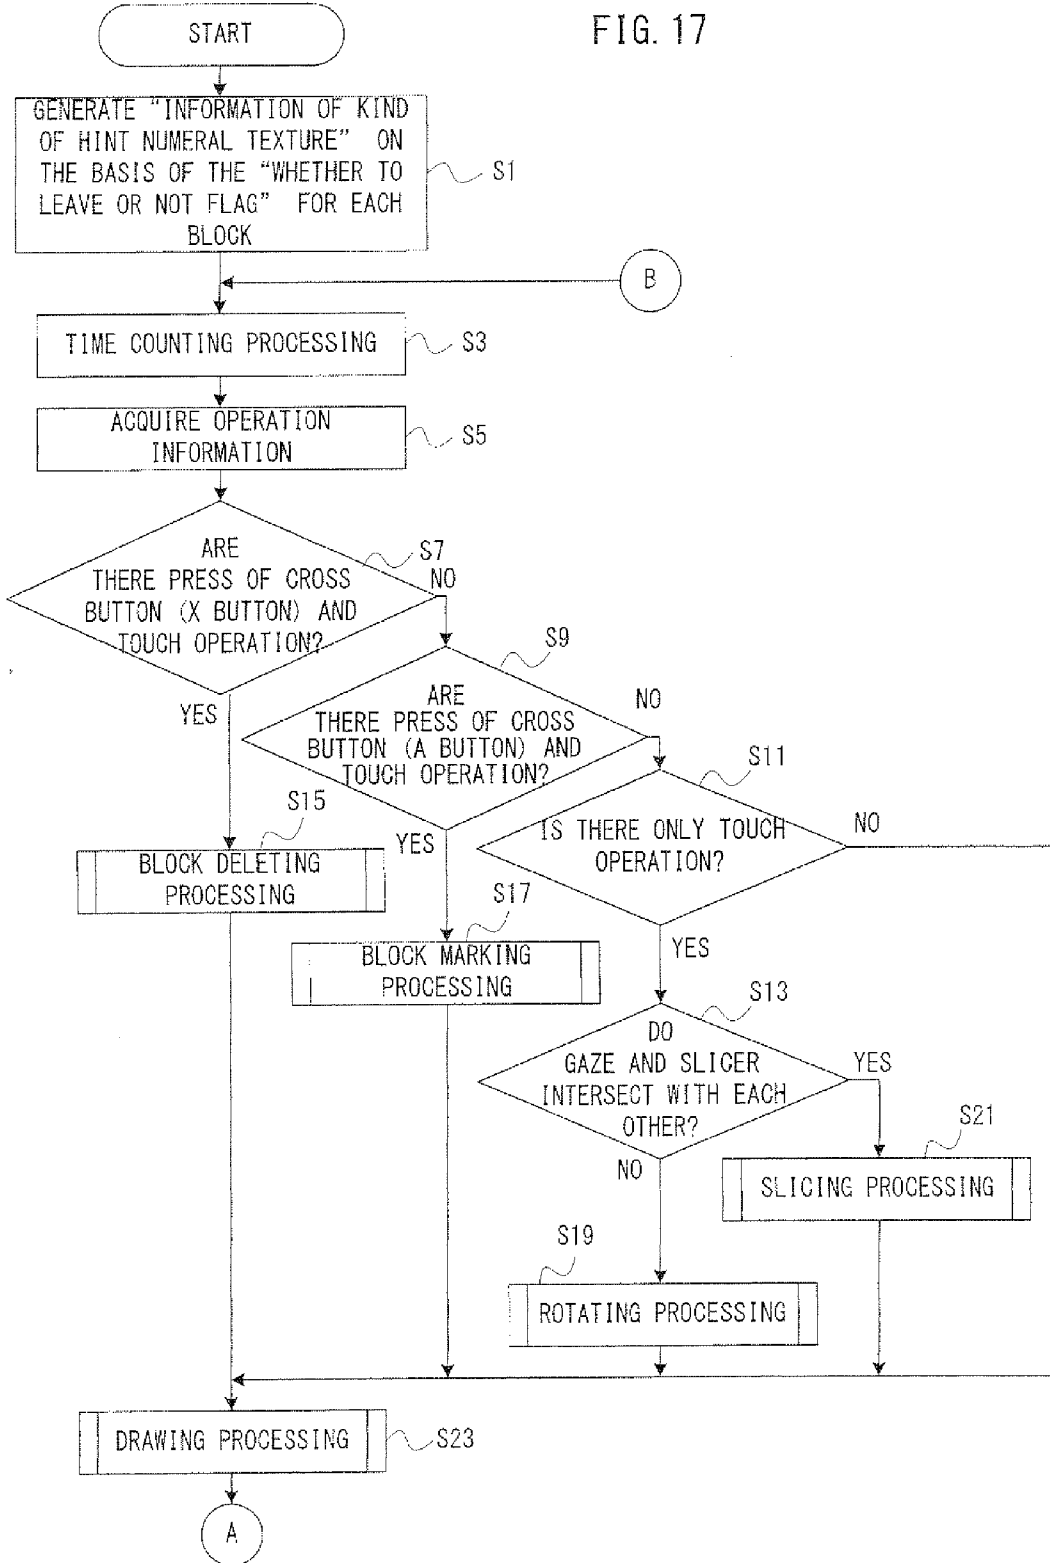 FIG. 17
START
GENERATE “INFORMATION OF KIND
OF HINT NUMERAL TEXTURE” ON
THE BASIS OF THE “WHETHER TO
LEAVE OR NOT FLAG” FOR EACH
BLOCK
S1
B
TIME COUNTING PROCESSING
S3
ACQUIRE OPERATION
INFORMATION
S5
ARE
THERE PRESS OF CROSS
BUTTON (X BUTTON) AND
TOUCH OPERATION?
S7
NO
YES
ARE
THERE PRESS OF CROSS
BUTTON (A BUTTON) AND
TOUCH OPERATION?
S9
NO
YES
IS THERE ONLY TOUCH
OPERATION?
S11
NO
YES
S15
BLOCK DELETING
PROCESSING
S17
BLOCK MARKING
PROCESSING
S13
DO
GAZE AND SLICER
INTERSECT WITH EACH
OTHER?
YES
NO
S21
SLICING PROCESSING
S19
ROTATING PROCESSING
DRAWING PROCESSING
S23
A